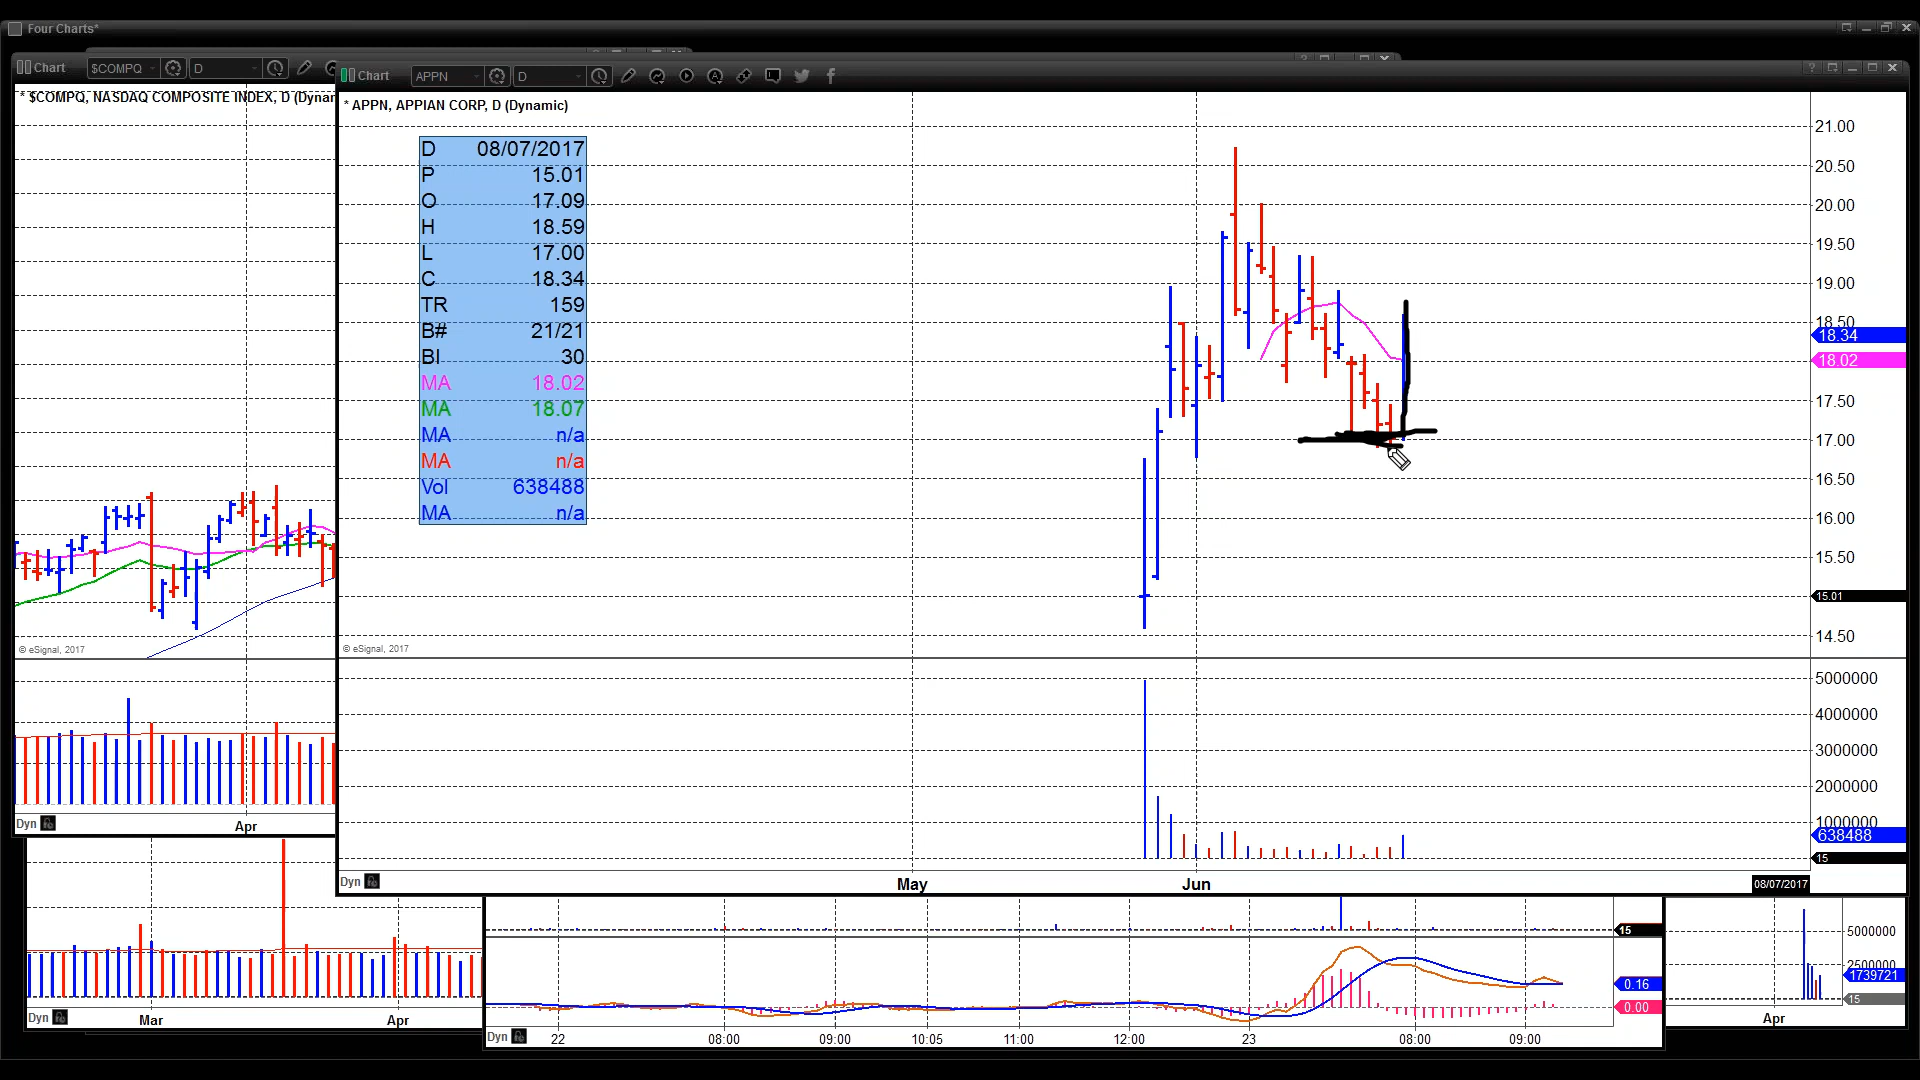 Four Charts*
Chart $COMPQ D
Chart APPN D
* $COMPQ, NASDAQ COMPOSITE INDEX, D (Dynar
* APPN, APPIAN CORP, D (Dynamic)
D 08/07/2017
P 15.01
O 17.09
H 18.59
L 17.00
C 18.34
TR 159
B# 21/21
BI 30
MA 18.02
MA 18.07
MA n/a
MA n/a
Vol 638488
MA n/a
21.00
20.50
20.00
19.50
19.00
18.50
18.34
18.02
17.50
17.00
16.50
16.00
15.50
15.01
14.50
© eSignal, 2017
© eSignal, 2017
5000000
4000000
3000000
2000000
1000000
638488
15
Dyn Apr
Dyn May Jun 08/07/2017
15
0.16
0.00
5000000
2500000
1739721
15
Dyn Mar Apr
Dyn 22 08:00 09:00 10:05 11:00 12:00 23 08:00 09:00
Apr